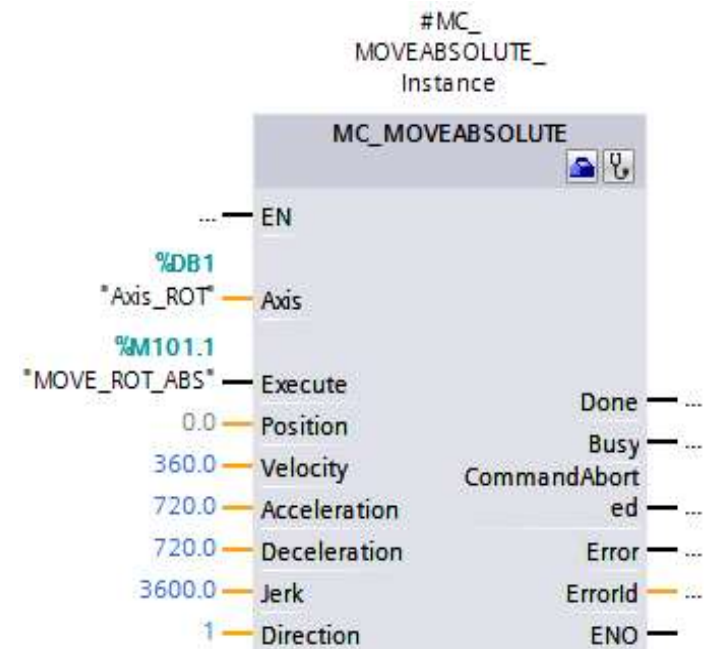 #MC_
MOVEABSOLUTE_
Instance
MC_MOVEABSOLUTE
... EN
%DB1
"Axis_ROT" Axis
%M101.1
"MOVE_ROT_ABS" Execute
Done ...
0.0 Position
Busy ...
360.0 Velocity
CommandAbort
ed ...
720.0 Acceleration
720.0 Deceleration
Error ...
3600.0 Jerk
ErrorId ...
1 Direction
ENO